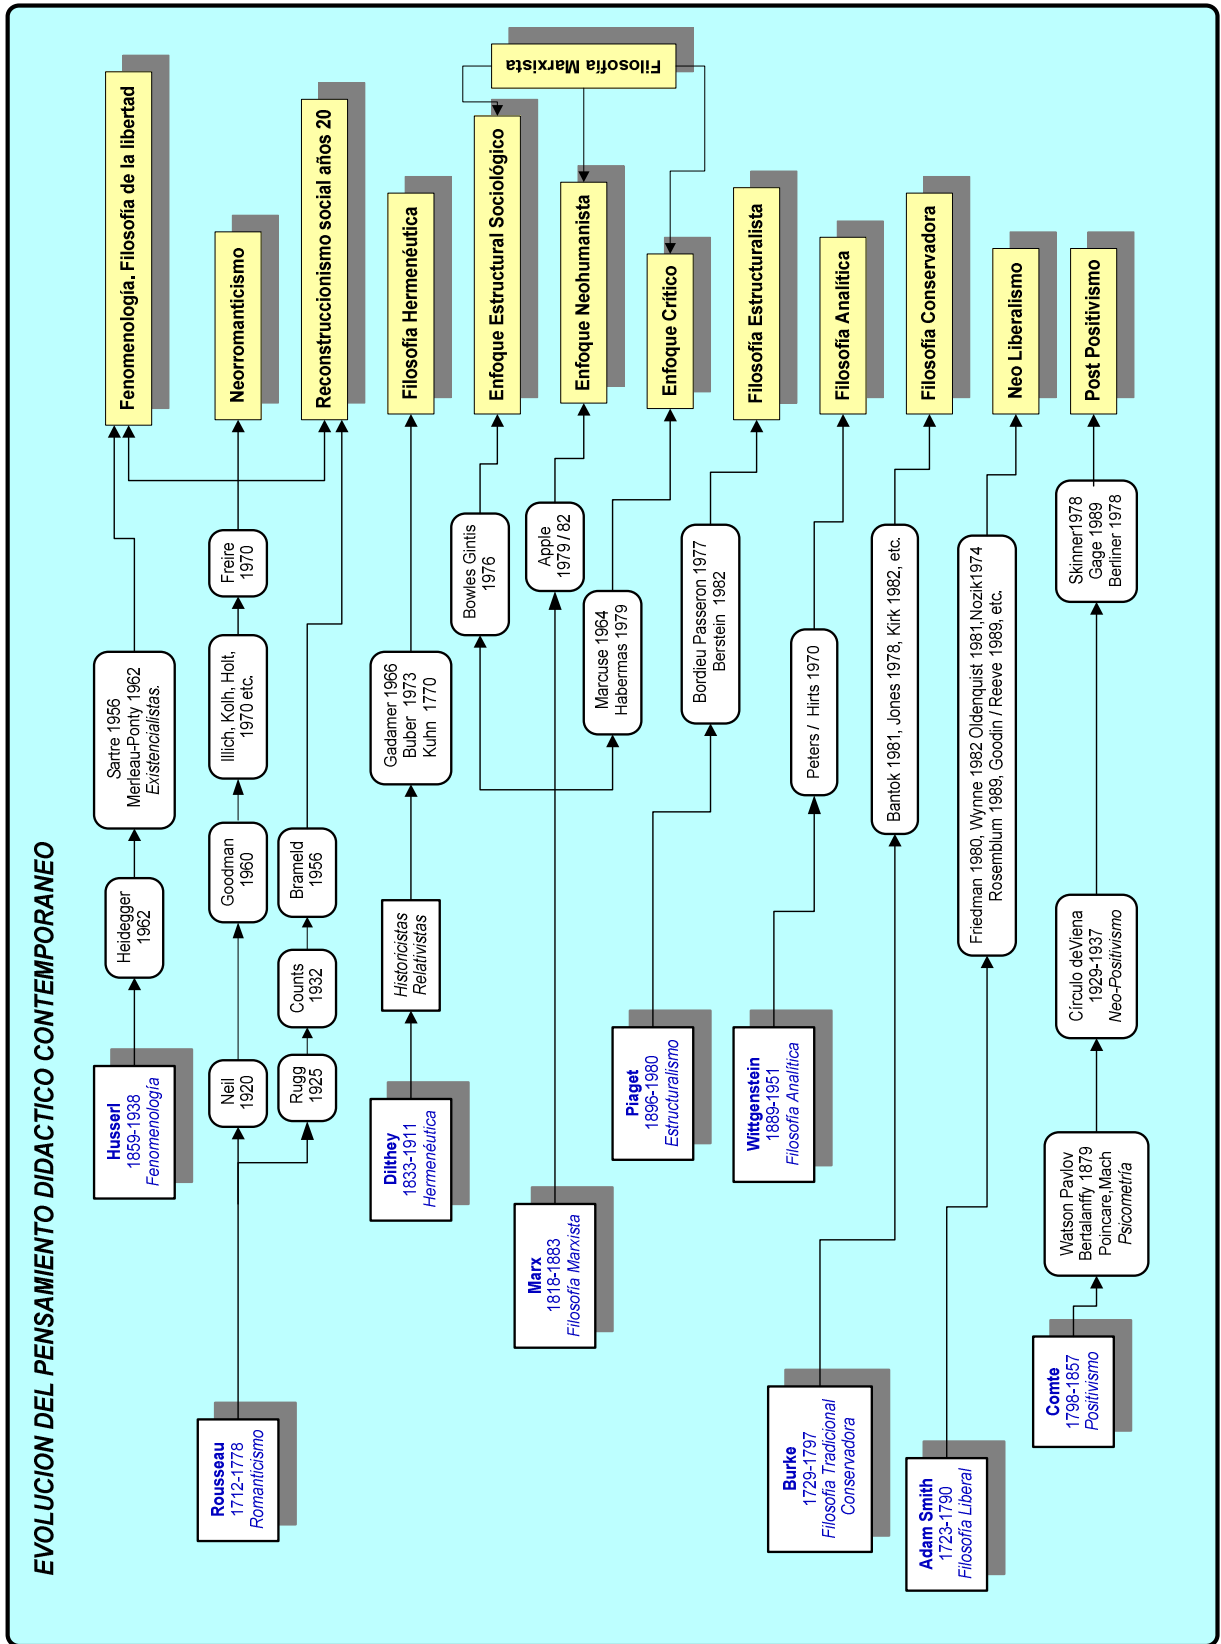 EVOLUCION DEL PENSAMIENTO DIDACTICO CONTEMPORANEO
Husserl
1859-1938
Fenomenología
Heidegger
1962
Sartre 1956
Merleau-Ponty 1962
Existencialistas.
Fenomenología. Filosofía de la libertad
Rousseau
1712-1778
Romanticismo
Neil
1920
Goodman
1960
Illich, Kolh, Holt,
1970 etc.
Freire
1970
Neorromanticismo
Rugg
1925
Counts
1932
Brameld
1956
Reconstruccionismo social años 20
Dilthey
1833-1911
Hermenéutica
Historicistas
Relativistas
Gadamer 1966
Buber 1973
Kuhn 1770
Filosofía Hermenéutica
Marx
1818-1883
Filosofía Marxista
Bowles Gintis
1976
Enfoque Estructural Sociológico
Filosofía Marxista
Apple
1979 / 82
Enfoque Neohumanista
Marcuse 1964
Habermas 1979
Enfoque Crítico
Piaget
1896-1980
Estructuralismo
Bordieu Passeron 1977
Berstein 1982
Filosofía Estructuralista
Wittgenstein
1889-1951
Filosofía Analítica
Peters / Hirts 1970
Filosofía Analítica
Burke
1729-1797
Filosofía Tradicional
Conservadora
Bantok 1981, Jones 1978, Kirk 1982, etc.
Filosofía Conservadora
Adam Smith
1723-1790
Filosofía Liberal
Friedman 1980, Wynne 1982 Oldenquist 1981,Nozik1974
Rosemblum 1989, Goodin / Reeve 1989, etc.
Neo Liberalismo
Comte
1798-1857
Positivismo
Watson Pavlov
Bertalanffy 1879
Poincare,Mach
Psicometría
Círculo deViena
1929-1937
Neo-Positivismo
Skinner1978
Gage 1989
Berliner 1978
Post Positivismo